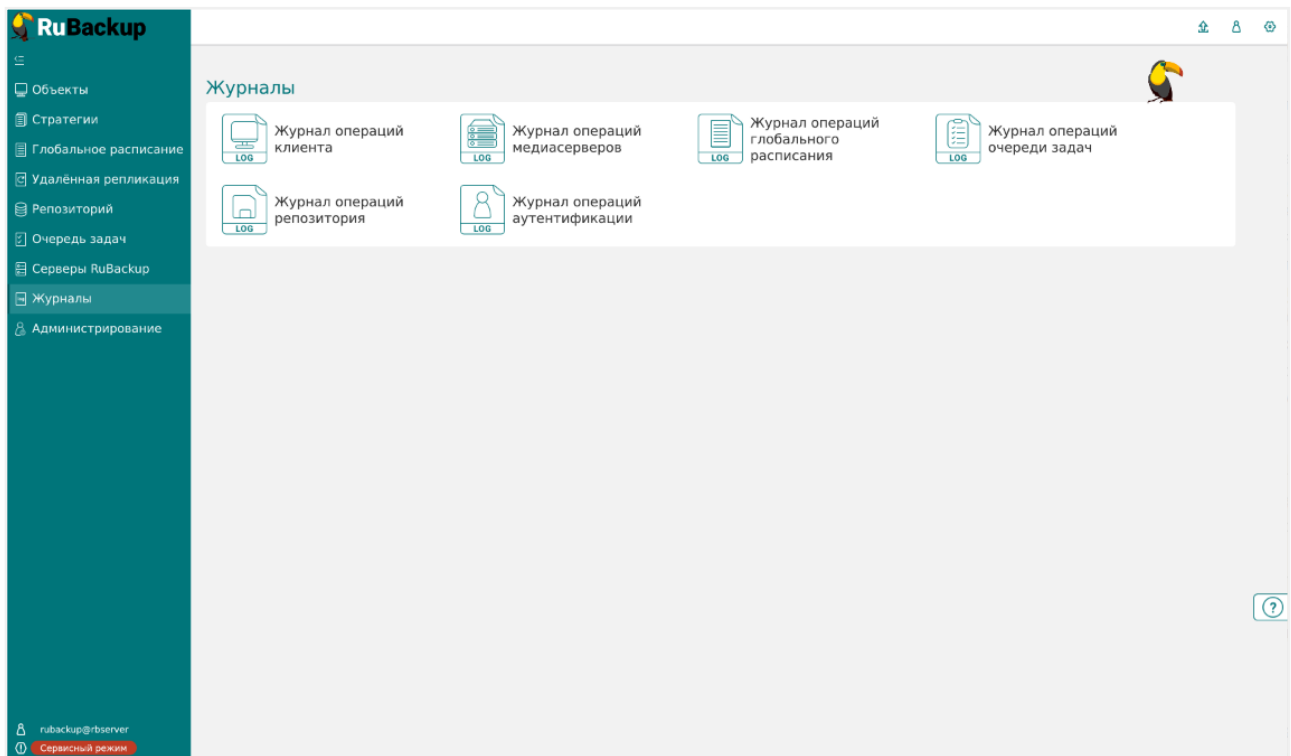 RuBackup
Объекты
Стратегии
Глобальное расписание
Удалённая репликация
Репозиторий
Очередь задач
Серверы RuBackup
Журналы
Администрирование
rubackup@rbserver
Сервисный режим
Журналы
LOG
Журнал операций
клиента
LOG
Журнал операций
медиасерверов
LOG
Журнал операций
глобального
расписания
LOG
Журнал операций
очереди задач
LOG
Журнал операций
репозитория
LOG
Журнал операций
аутентификации
?